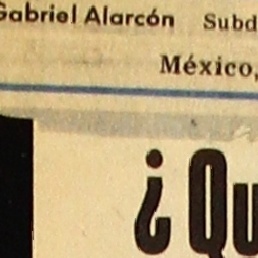 Gabriel Alarcón Subd
México,
¿Qu